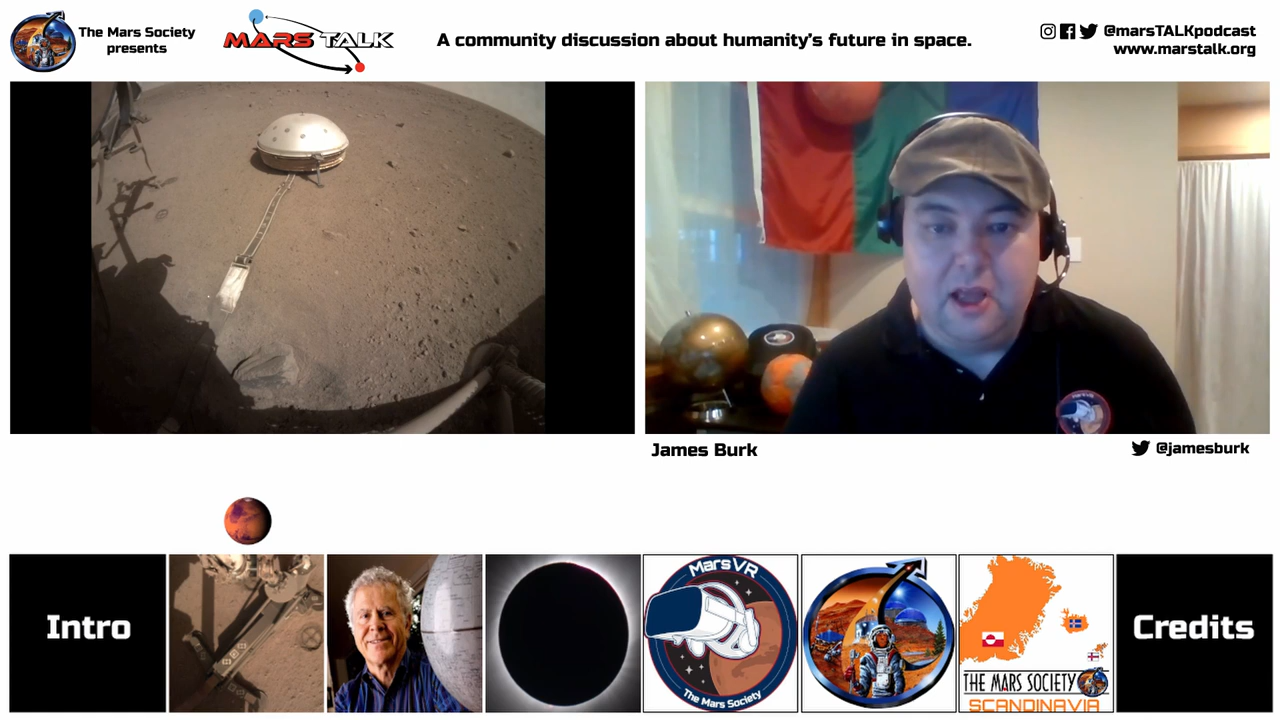 The Mars Society
presents
MARS TALK
A community discussion about humanity's future in space.
@marsTALKpodcast
www.marstalk.org
James Burk
@jamesburk
Intro
MarsVR
The Mars Society
THE MARS SOCIETY
SCANDINAVIA
Credits
MarsVR